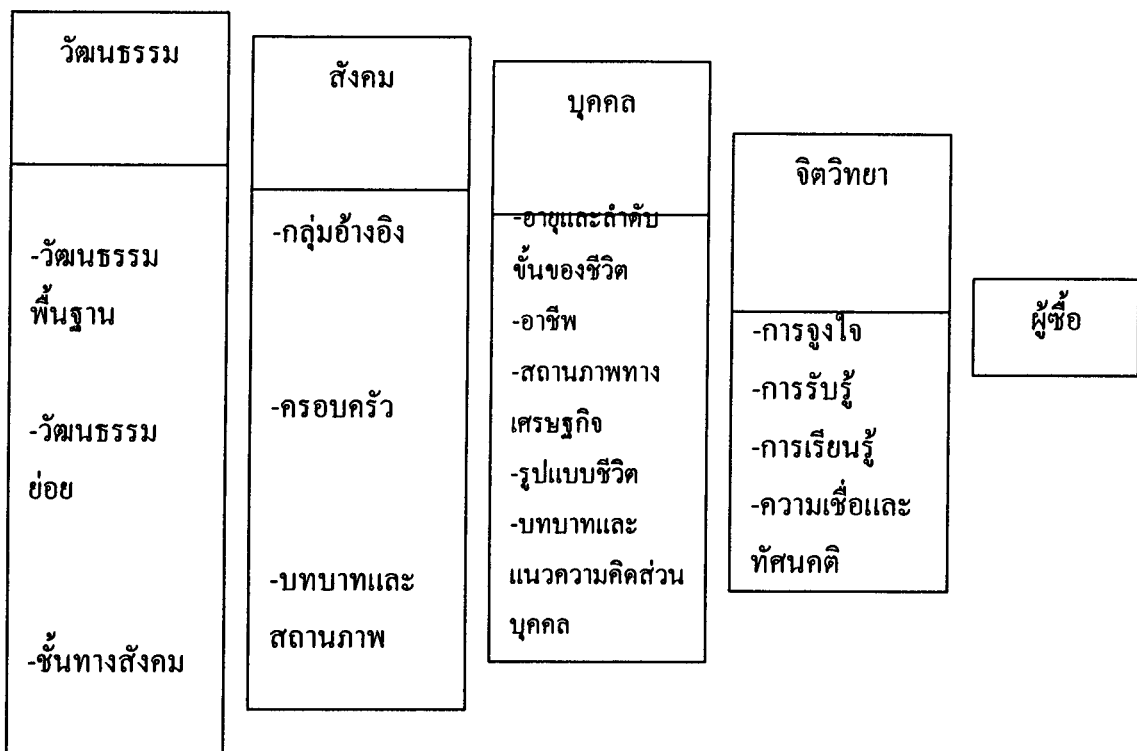 วัฒนธรรม
-วัฒนธรรม
พื้นฐาน
-วัฒนธรรม
ย่อย
-ชั้นทางสังคม
สังคม
-กลุ่มอ้างอิง
-ครอบครัว
-บทบาทและ
สถานภาพ
บุคคล
-อายุและลำดับ
ขั้นของชีวิต
-อาชีพ
-สถานภาพทาง
เศรษฐกิจ
-รูปแบบชีวิต
-บทบาทและ
แนวความคิดส่วน
บุคคล
จิตวิทยา
-การจูงใจ
-การรับรู้
-การเรียนรู้
-ความเชื่อและ
ทัศนคติ
ผู้ซื้อ